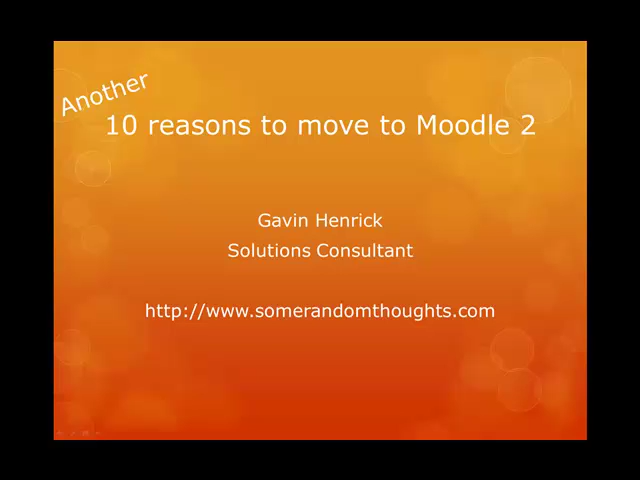 Another
10 reasons to move to Moodle 2
Gavin Henrick
Solutions Consultant
http://www.somerandomthoughts.com